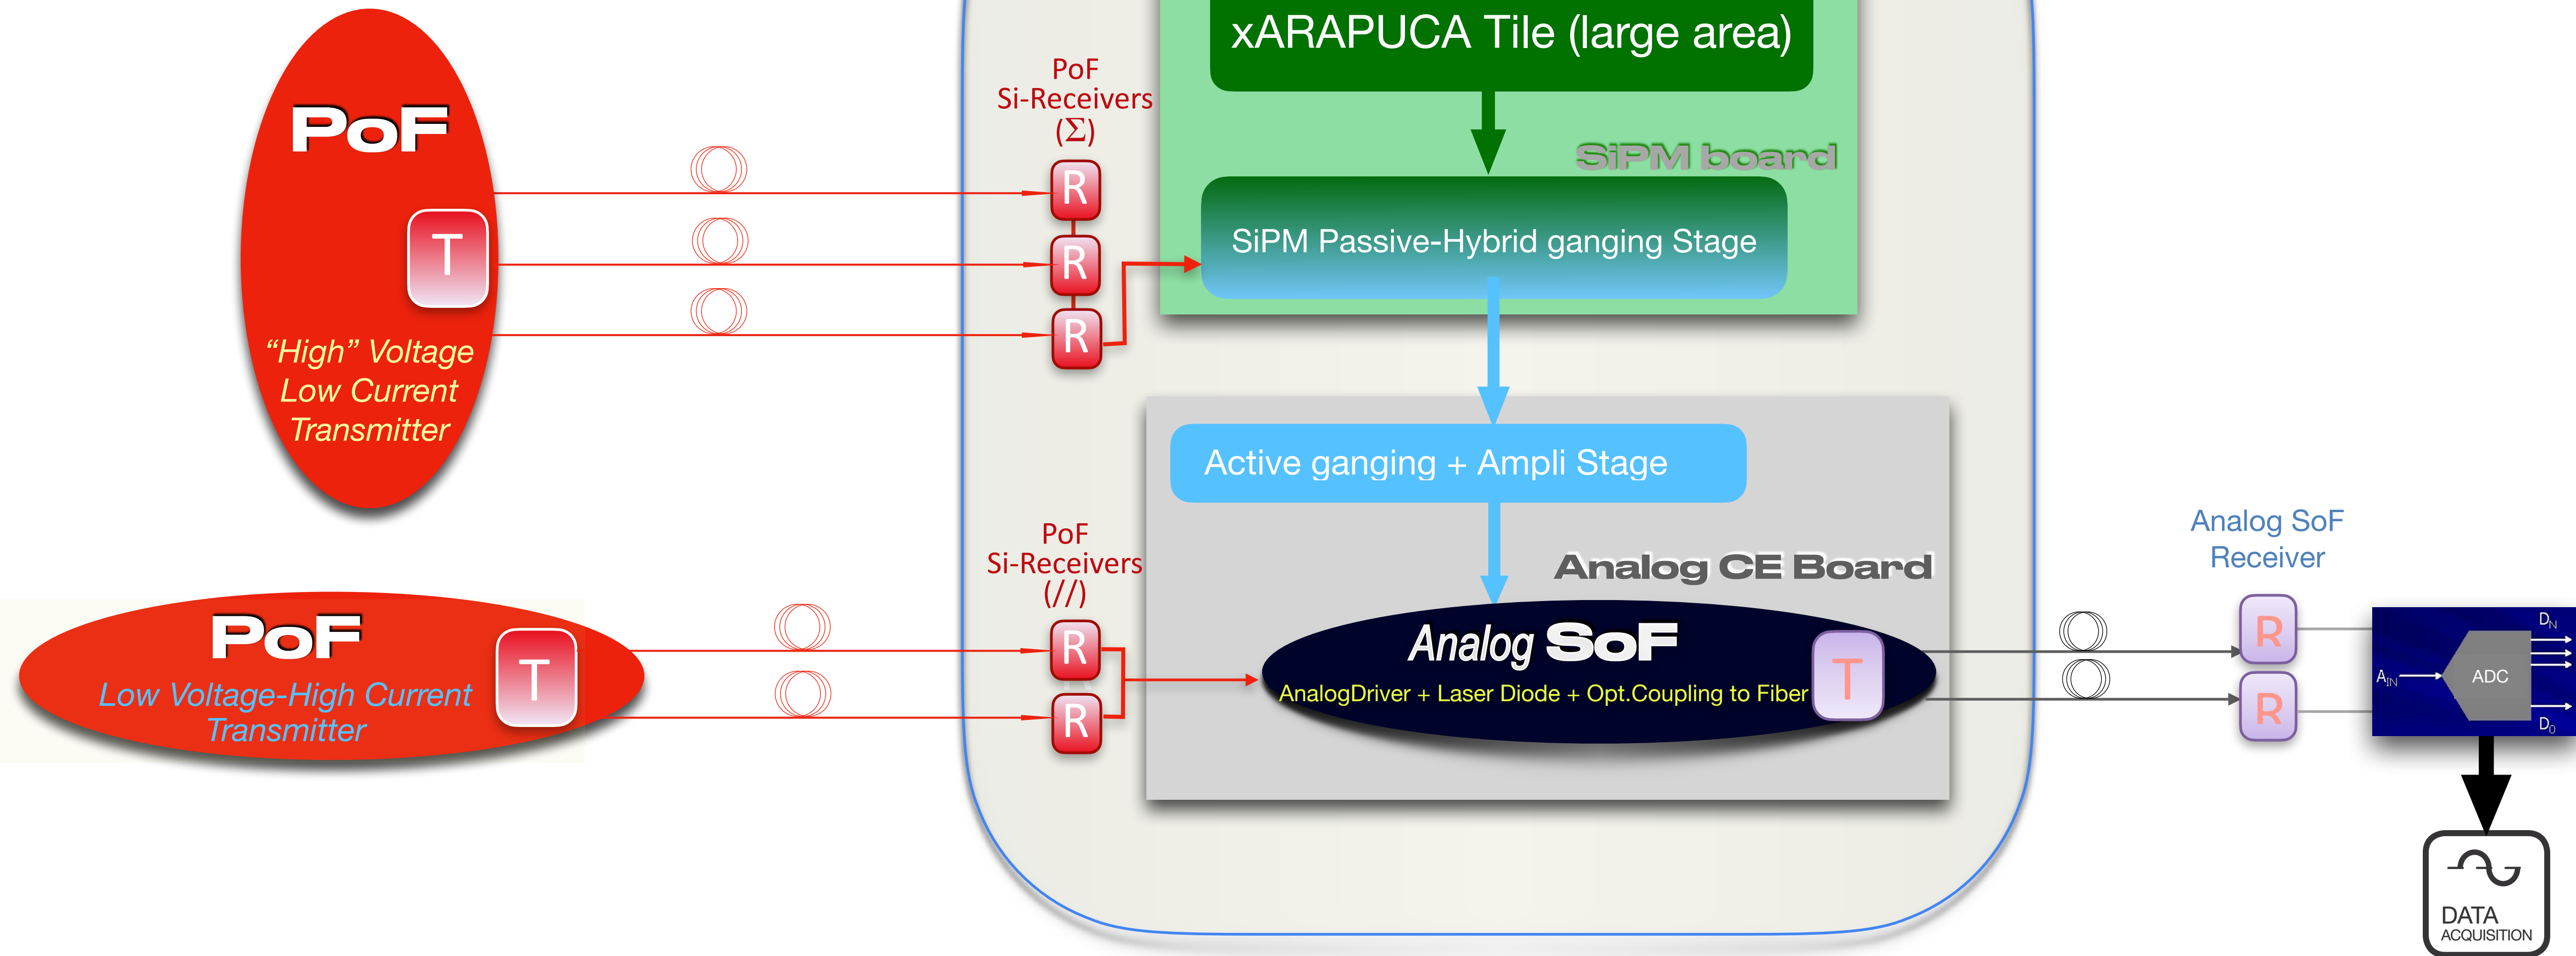 xARAPUCA Tile (large area)
PoF
Si-Receivers
(Σ)
PoF
SiPM board
R
T
R
SiPM Passive-Hybrid ganging Stage
R
“High” Voltage
Low Current
Transmitter
Active ganging + Ampli Stage
PoF
Si-Receivers
(//)
Analog CE Board
Analog SoF
Receiver
PoF
T
Low Voltage-High Current
Transmitter
R
R
Analog SoF
AnalogDriver + Laser Diode + Opt.Coupling to Fiber
T
R
R
DN
AIN
ADC
D0
DATA
ACQUISITION